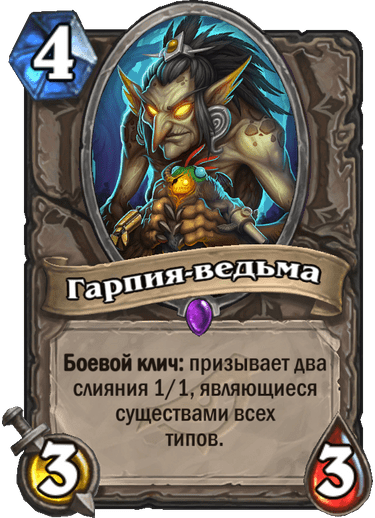 4
Гарпия-ведьма
Боевой клич: призывает два
слияния 1/1, являющиеся
существами всех
типов.
3
3